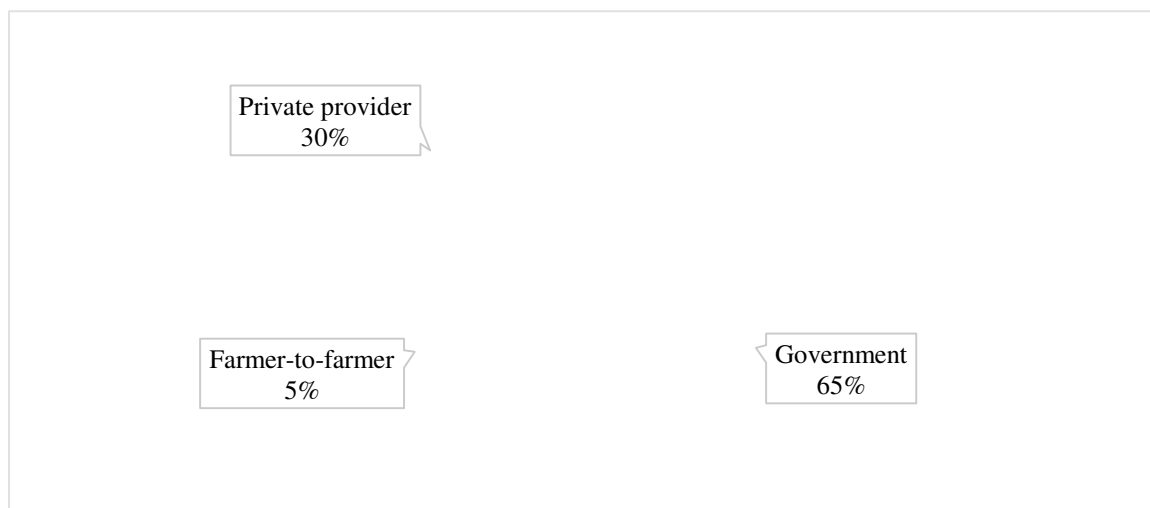 Private provider
30%
Farmer-to-farmer
5%
Government
65%